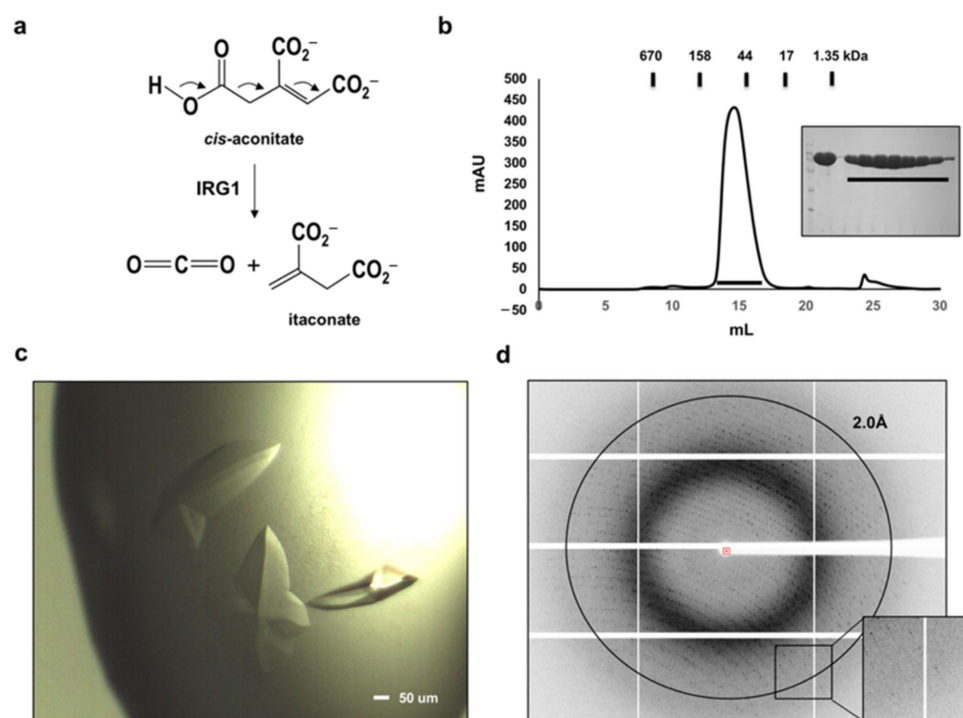 a
O
CO₂⁻
H
O
CO₂⁻
cis-aconitate
IRG1
O=C=O +
CO₂⁻
CO₂⁻
itaconate
b
670 158 44 17 1.35 kDa
500
450
400
350
300
250
200
150
100
50
0
−50
mAU
0 5 10 15 20 25 30
mL
c
50 um
d
2.0Å